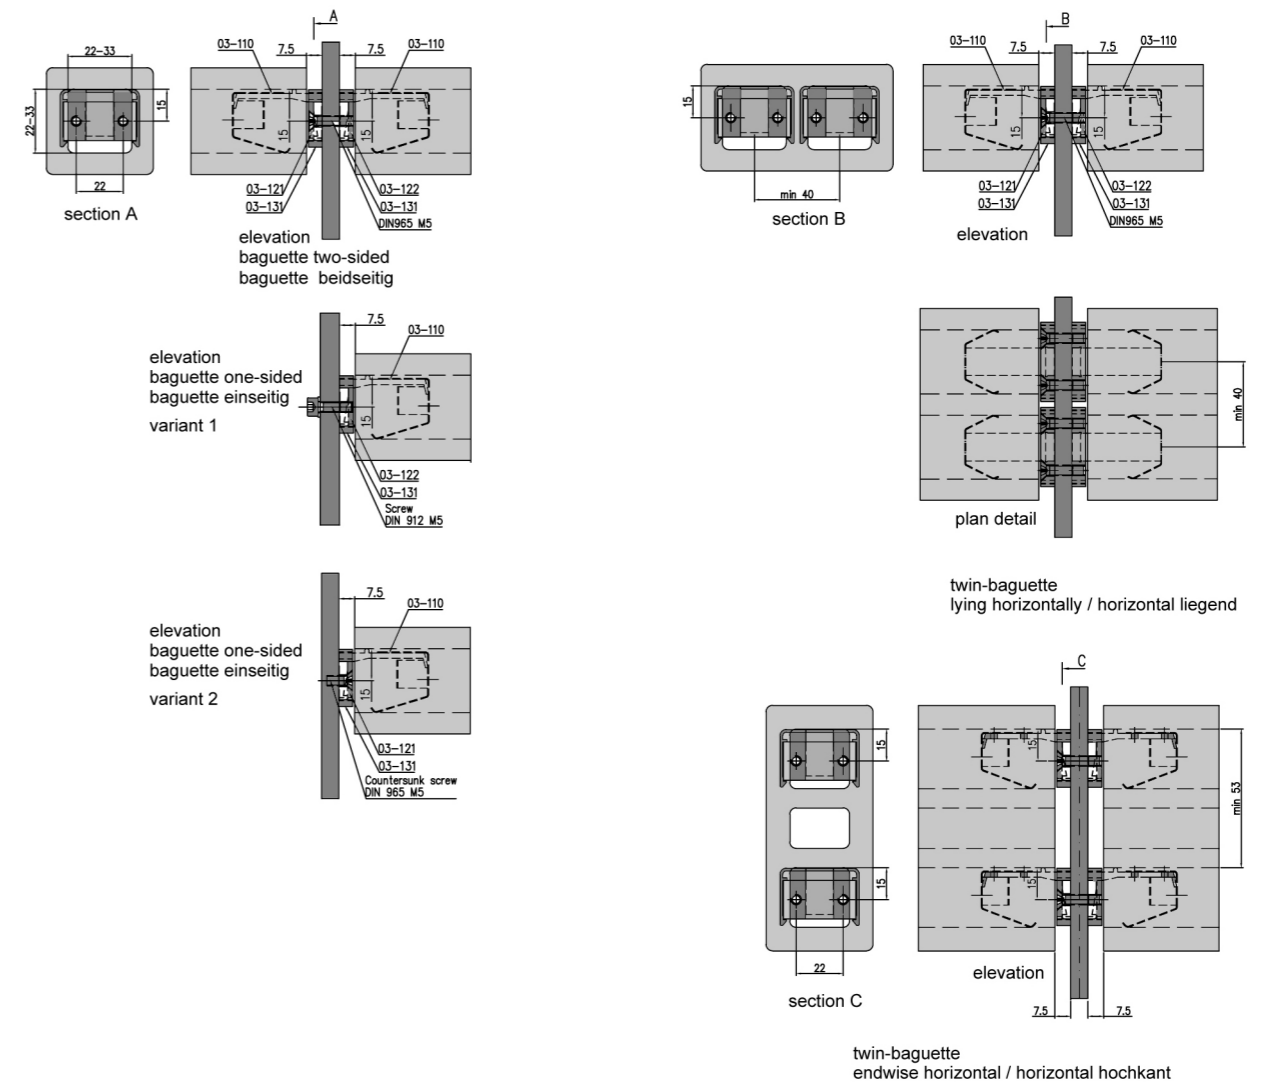 A
22-33
22-33
15
22
section A
03-110
7.5
7.5
03-110
15
15
03-121
03-131
03-122
03-131
DIN965 M5
elevation
baguette two-sided
baguette beidseitig
B
15
min 40
section B
03-110
7.5
7.5
03-110
15
15
03-121
03-131
03-122
03-131
DIN965 M5
elevation
elevation
baguette one-sided
baguette einseitig
variant 1
7.5
03-110
15
03-122
03-131
Screw
DIN 912 M5
min 40
plan detail
twin-baguette
lying horizontally / horizontal liegend
elevation
baguette one-sided
baguette einseitig
variant 2
7.5
03-110
15
03-121
03-131
Countersunk screw
DIN 965 M5
C
15
15
22
section C
15
15
min 53
elevation
7.5
7.5
twin-baguette
endwise horizontal / horizontal hochkant